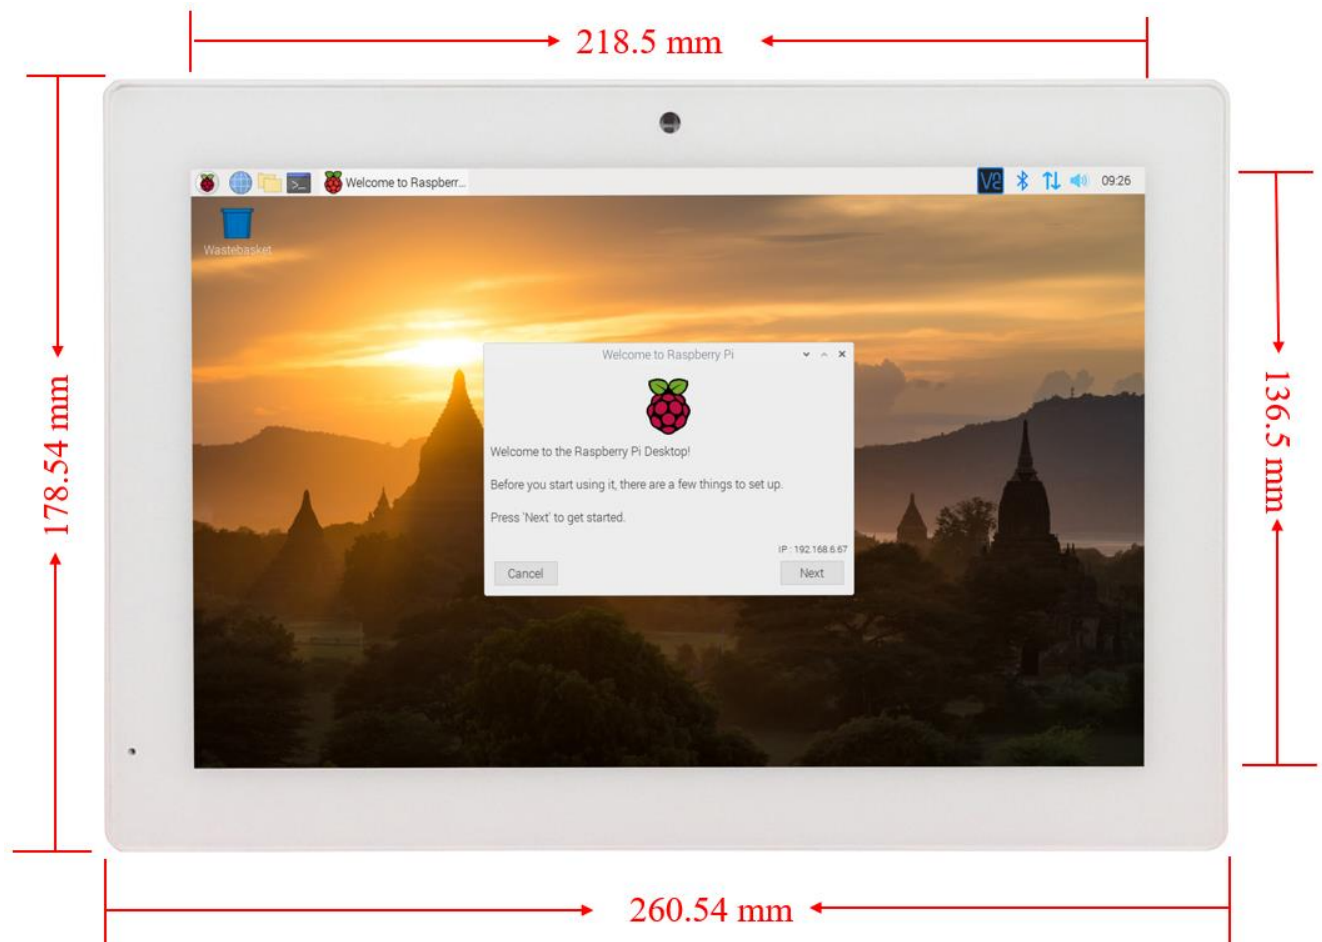 218.5 mm
Welcome to Raspberr...
V2
09:26
Wastebasket
Welcome to Raspberry Pi
Welcome to the Raspberry Pi Desktop!
Before you start using it, there are a few things to set up.
Press 'Next' to get started.
IP : 192.168.6.67
Cancel
Next
178.54 mm
136.5 mm
260.54 mm